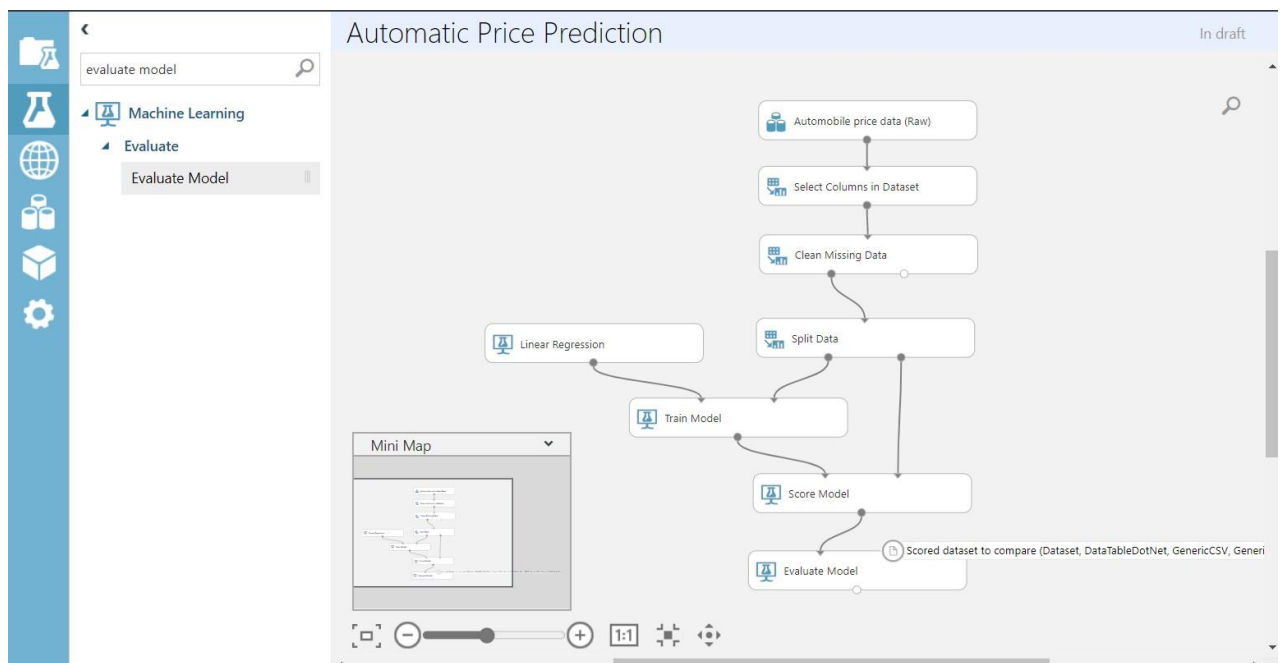 Automatic Price Prediction
In draft
evaluate model
Machine Learning
Evaluate
Evaluate Model
Automobile price data (Raw)
Select Columns in Dataset
Clean Missing Data
Linear Regression
Split Data
Train Model
Mini Map
Score Model
Scored dataset to compare (Dataset, DataTableDotNet, GenericCSV, Generi
Evaluate Model
1:1